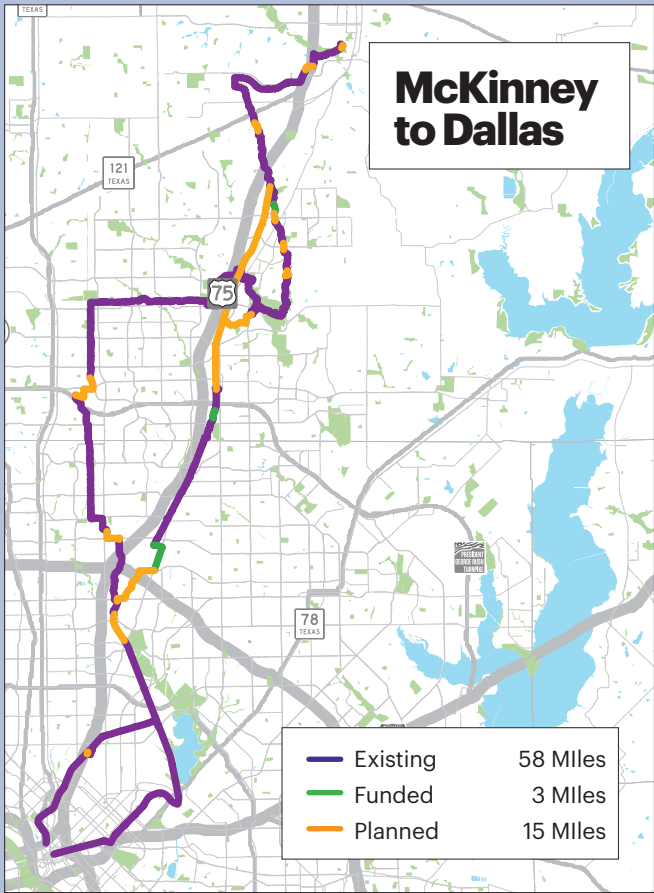 TEXAS
McKinney
to Dallas
121
TEXAS
75
PRESIDENT
GEORGE BUSH
TURNPIKE
78
TEXAS
Existing 58 MIles
Funded 3 MIles
Planned 15 MIles